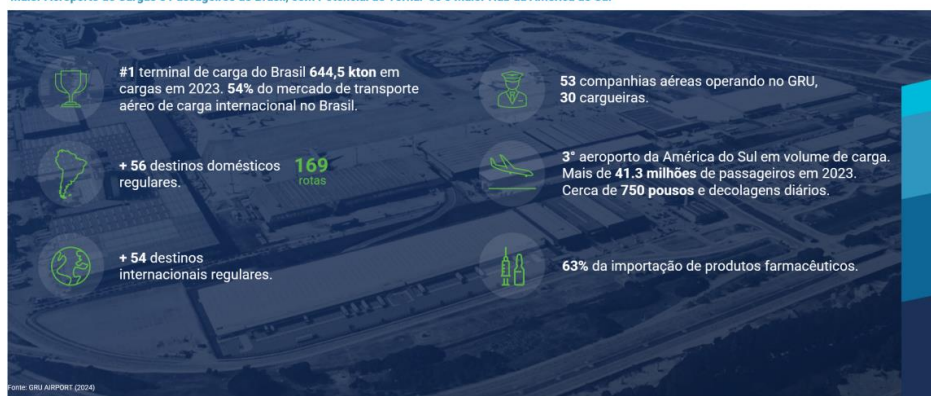 #1 terminal de carga do Brasil 644,5 kton em
cargas em 2023. 54% do mercado de transporte
aéreo de carga internacional no Brasil.
+ 56 destinos domésticos
regulares.
169
rotas
+ 54 destinos
internacionais regulares.
53 companhias aéreas operando no GRU,
30 cargueiras.
3° aeroporto da América do Sul em volume de carga.
Mais de 41.3 milhões de passageiros em 2023.
Cerca de 750 pousos e decolagens diários.
63% da importação de produtos farmacêuticos.
Fonte: GRU AIRPORT (2024)